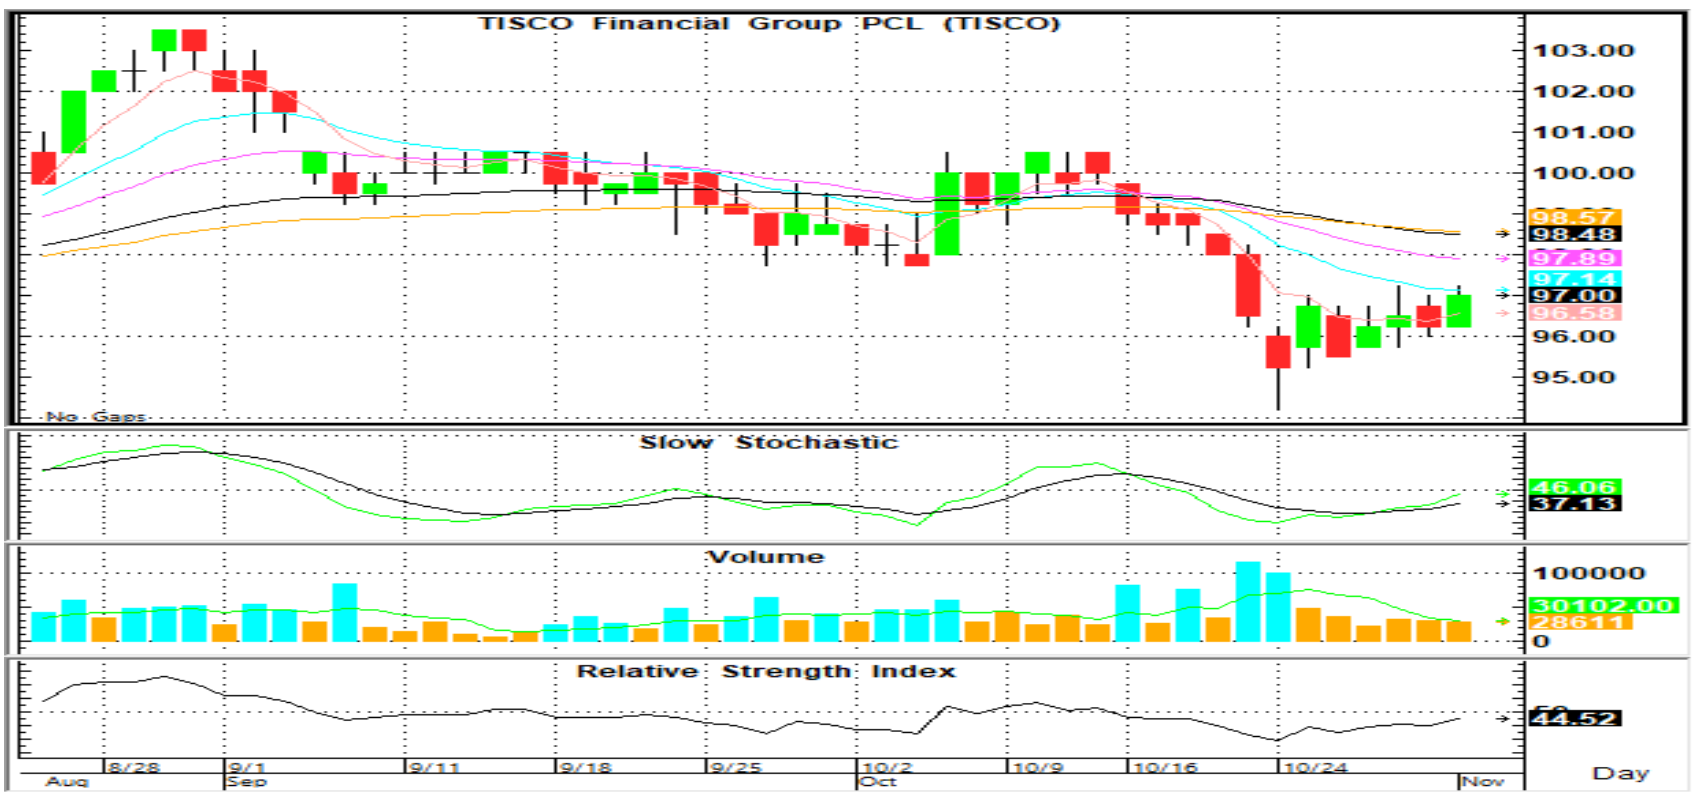 TISCO Financial Group PCL (TISCO)
103.00
102.00
101.00
100.00
98.57
98.48
97.89
97.14
97.00
96.58
96.00
95.00
No Gaps
Slow Stochastic
46.06
37.13
Volume
100000
30102.00
28611
0
Relative Strength Index
44.52
8/28 9/1 9/11 9/18 9/25 10/2 10/9 10/16 10/24
Aug Sep Oct Nov Day